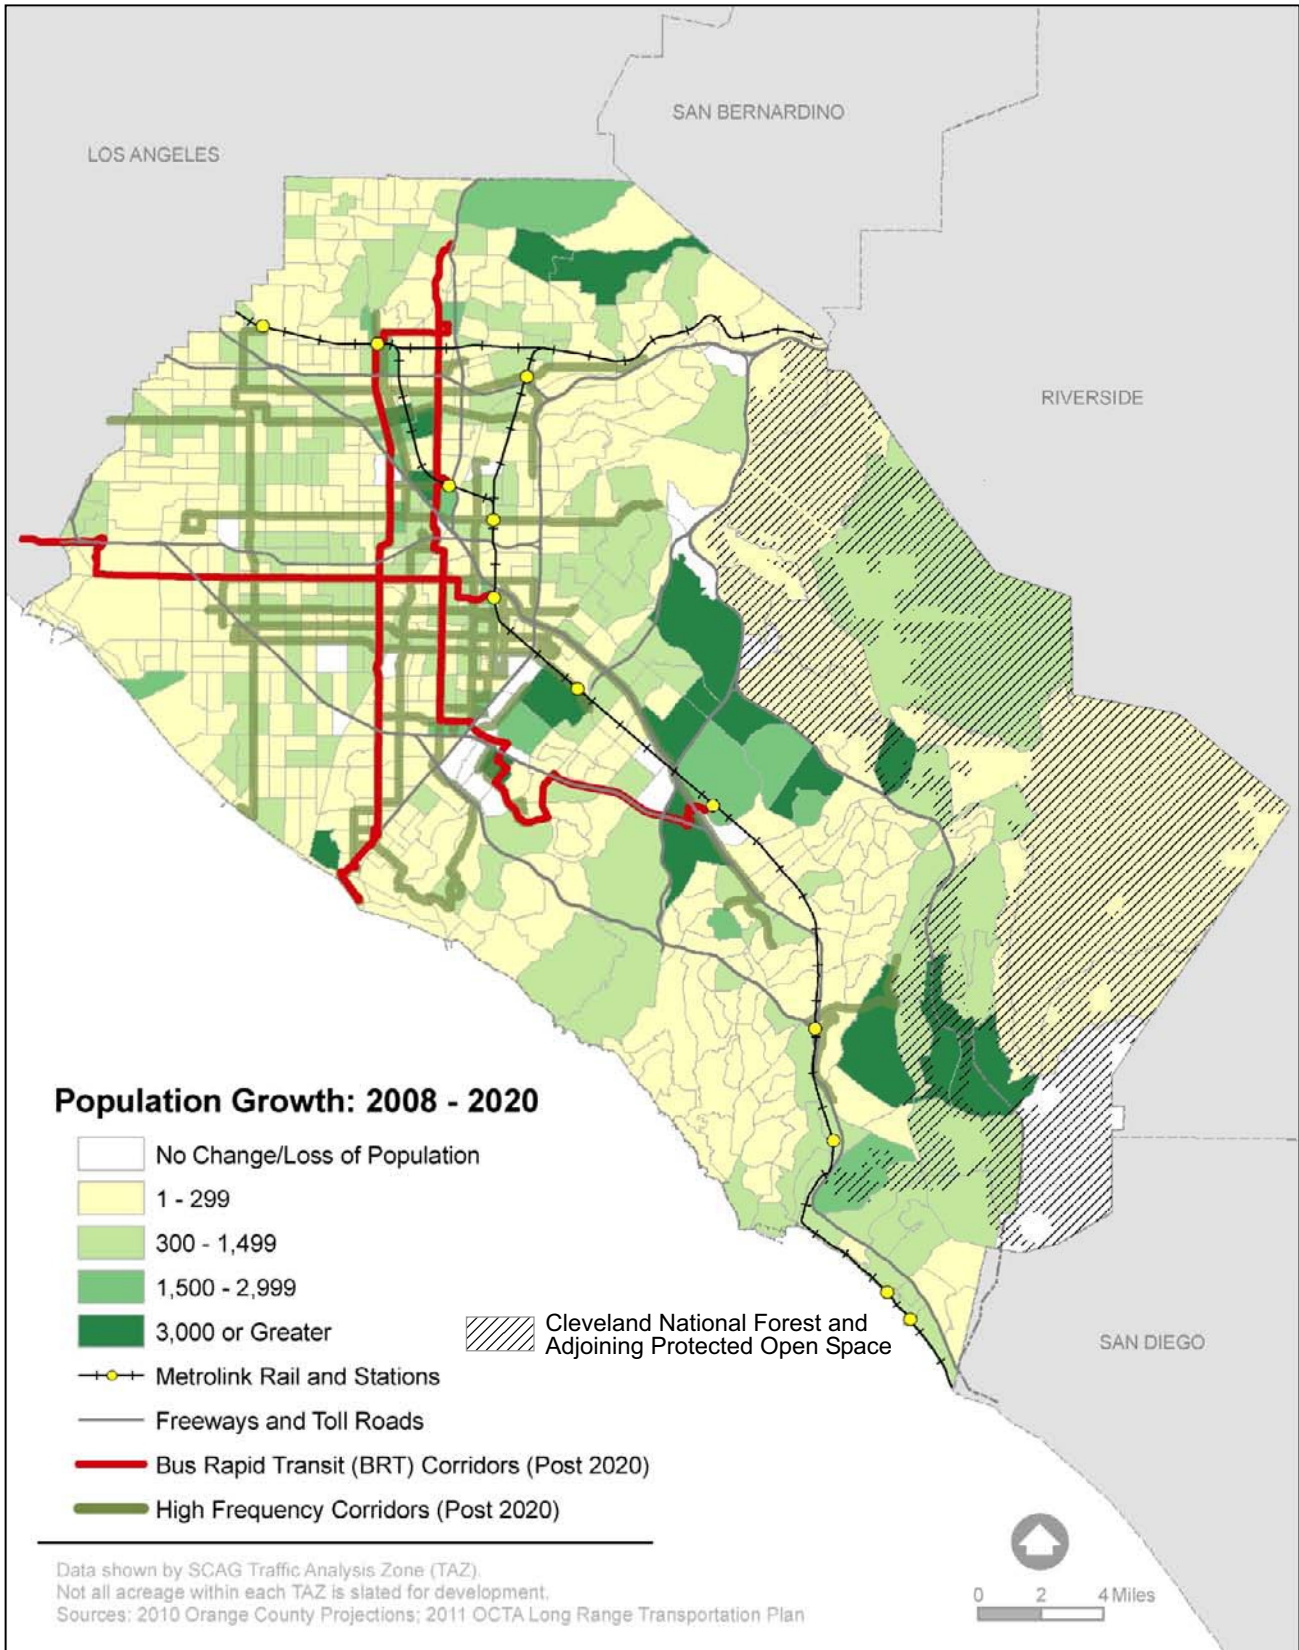 SAN BERNARDINO
LOS ANGELES
RIVERSIDE
Population Growth: 2008 - 2020
No Change/Loss of Population
1 - 299
300 - 1,499
1,500 - 2,999
3,000 or Greater
Cleveland National Forest and
Adjoining Protected Open Space
SAN DIEGO
Metrolink Rail and Stations
Freeways and Toll Roads
Bus Rapid Transit (BRT) Corridors (Post 2020)
High Frequency Corridors (Post 2020)
Data shown by SCAG Traffic Analysis Zone (TAZ).
Not all acreage within each TAZ is slated for development.
Sources: 2010 Orange County Projections; 2011 OCTA Long Range Transportation Plan
0 2 4 Miles